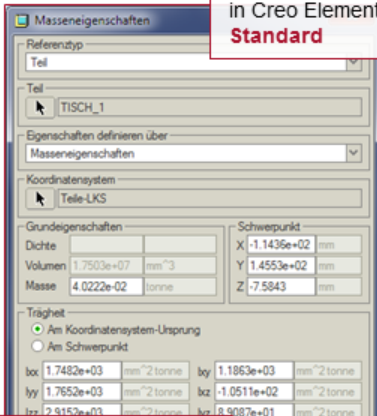 in Creo Element
Standard
Masseneigenschaften
Referenztyp
Teil
Teil
TISCH_1
Eigenschaften definieren über
Masseneigenschaften
Koordinatensystem
Teile-LKS
Grundeigenschaften
Dichte
Volumen 1.7503e+07 mm^3
Masse 4.0222e-02 tonne
Schwerpunkt
X -1.1436e+02 mm
Y 1.4553e+02 mm
Z -7.5843 mm
Trägheit
Am Koordinatensystem-Ursprung
Am Schwerpunkt
Ixx 1.7482e+03 mm^2 tonne Ixy 1.1863e+03 mm^2 tonne
Iyy 1.7652e+03 mm^2 tonne Ixz -1.0511e+02 mm^2 tonne
Izz 2.9152e+03 mm^2 tonne Iyz 8.9087e+01 mm^2 tonne